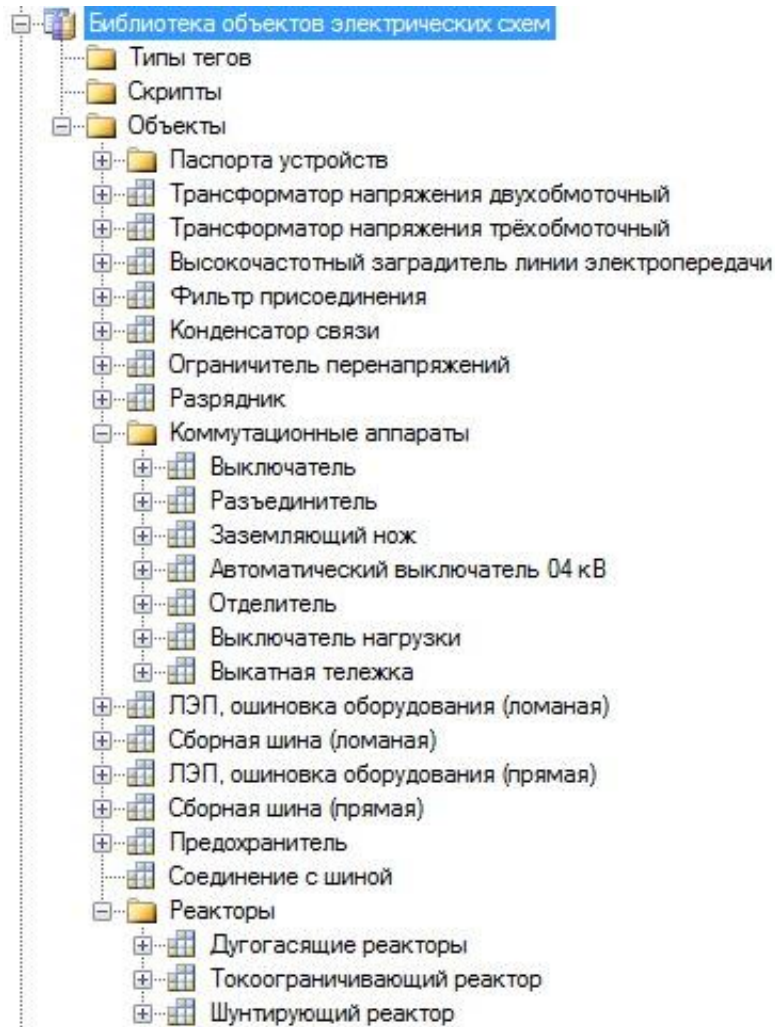 Библиотека объектов электрических схем
Типы тегов
Скрипты
Объекты
Паспорта устройств
Трансформатор напряжения двухобмоточный
Трансформатор напряжения трёхобмоточный
Высокочастотный заградитель линии электропередачи
Фильтр присоединения
Конденсатор связи
Ограничитель перенапряжений
Разрядник
Коммутационные аппараты
Выключатель
Разъединитель
Заземляющий нож
Автоматический выключатель 04 кВ
Отделитель
Выключатель нагрузки
Выкатная тележка
ЛЭП, ошиновка оборудования (ломаная)
Сборная шина (ломаная)
ЛЭП, ошиновка оборудования (прямая)
Сборная шина (прямая)
Предохранитель
Соединение с шиной
Реакторы
Дугогасящие реакторы
Токоограничивающий реактор
Шунтирующий реактор